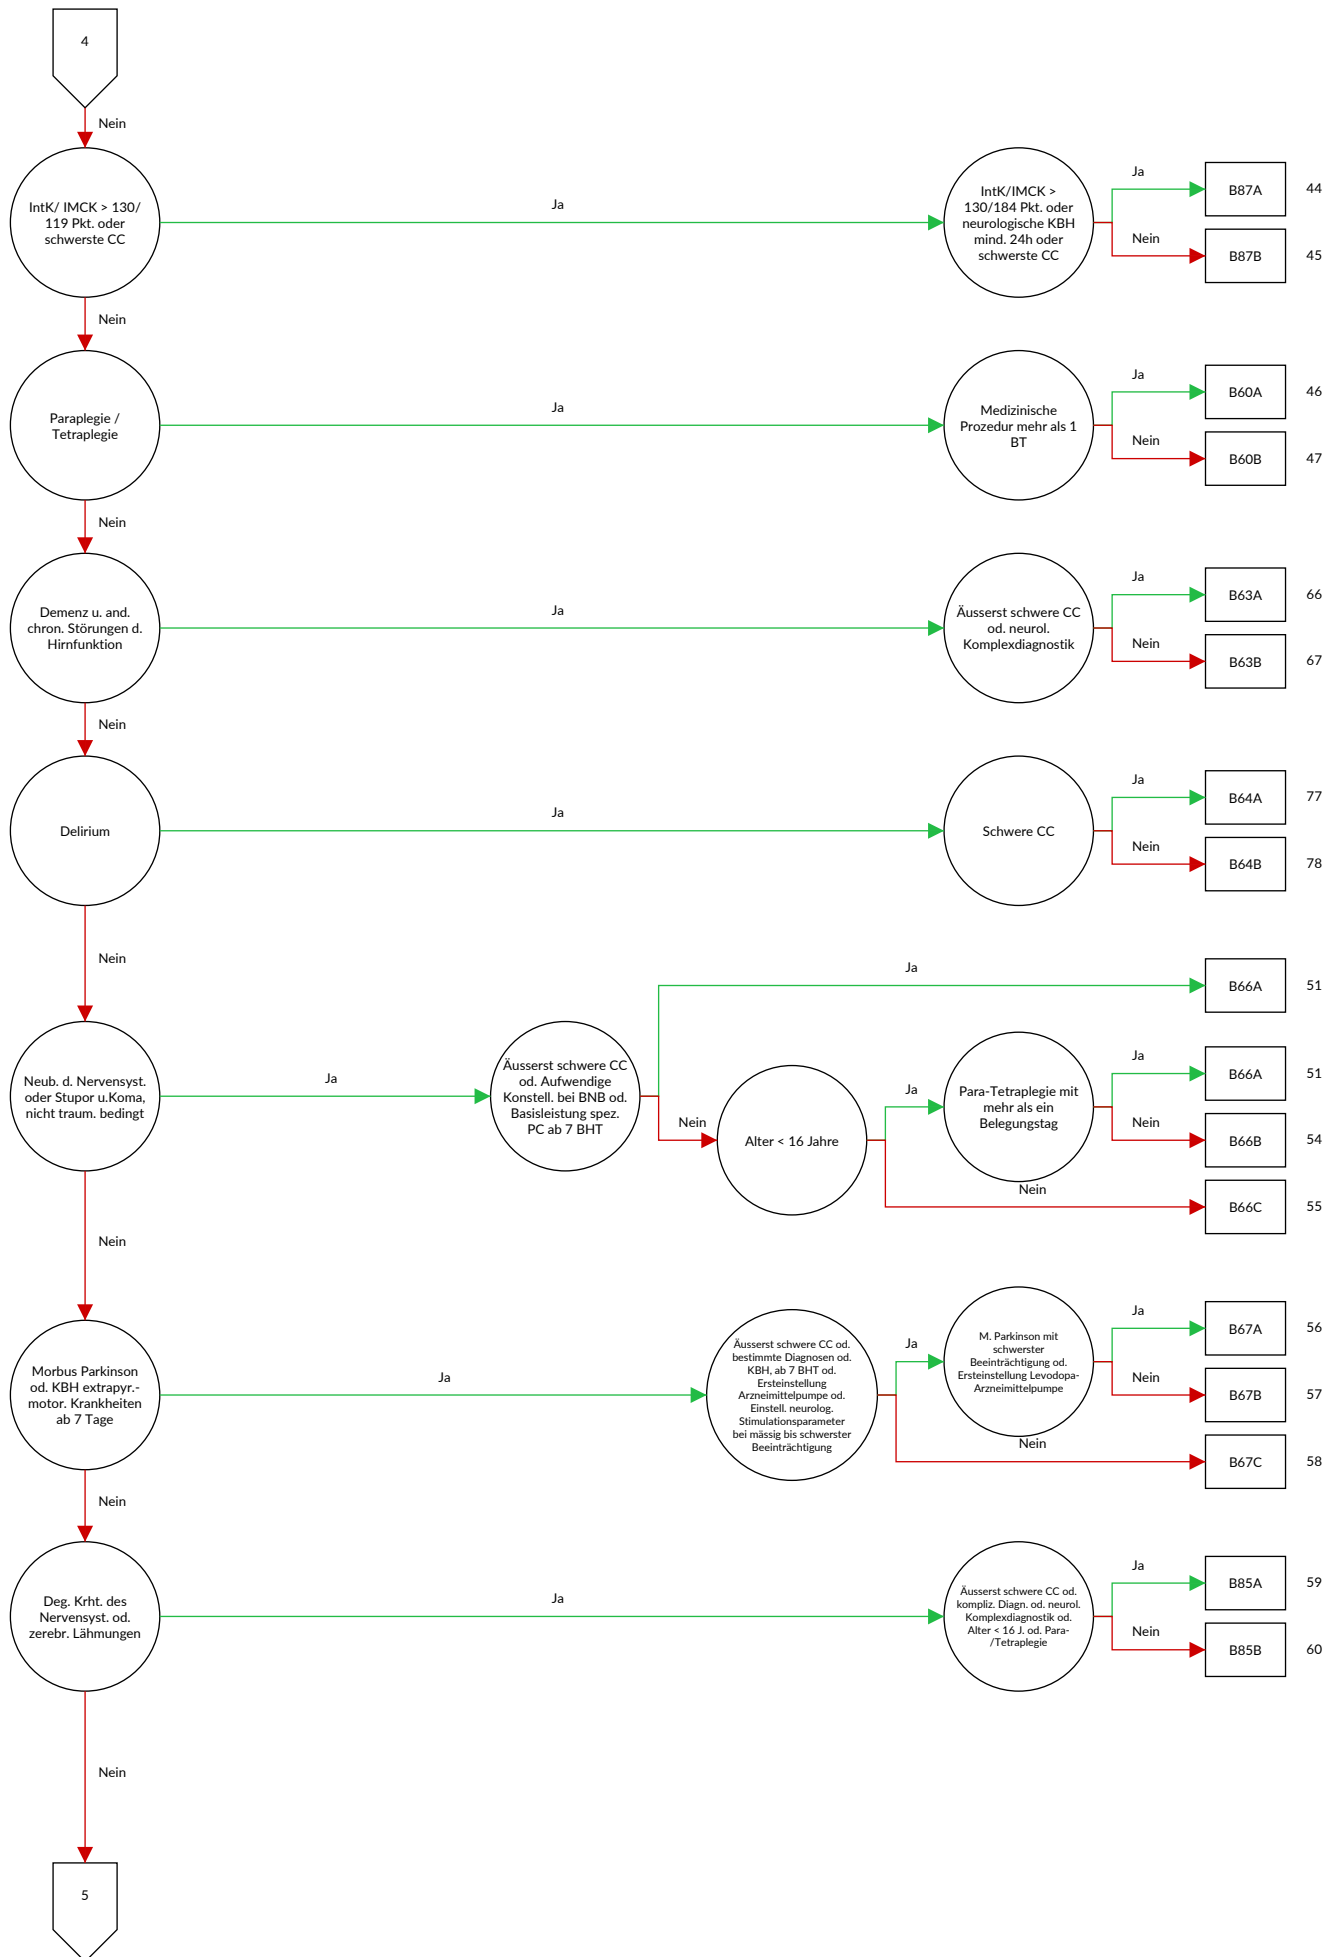 4
Nein
IntK/ IMCK > 130/
119 Pkt. oder
schwerste CC
Ja
IntK/IMCK >
130/184 Pkt. oder
neurologische KBH
mind. 24h oder
schwerste CC
Ja
B87A
44
Nein
B87B
45
Nein
Paraplegie /
Tetraplegie
Ja
Medizinische
Prozedur mehr als 1
BT
Ja
B60A
46
Nein
B60B
47
Nein
Demenz u. and.
chron. Störungen d.
Hirnfunktion
Ja
Äusserst schwere CC
od. neurol.
Komplexdiagnostik
Ja
B63A
66
Nein
B63B
67
Nein
Delirium
Ja
Schwere CC
Ja
B64A
77
Nein
B64B
78
Nein
Neub. d. Nervensyst.
oder Stupor u.Koma,
nicht traum. bedingt
Ja
Äusserst schwere CC
od. Aufwendige
Konstell. bei BNB od.
Basisleistung spez.
PC ab 7 BHT
Ja
B66A
51
Nein
Alter < 16 Jahre
Ja
Para-Tetraplegie mit
mehr als ein
Belegungstag
Ja
B66A
51
Nein
B66B
54
Nein
B66C
55
Nein
Morbus Parkinson
od. KBH extrapyr.-
motor. Krankheiten
ab 7 Tage
Ja
Äusserst schwere CC od.
bestimmte Diagnosen od.
KBH, ab 7 BHT od.
Ersteinstellung
Arzneimittelpumpe od.
Einstell. neurolog.
Stimulationsparameter
bei mässig bis schwerster
Beeinträchtigung
Ja
M. Parkinson mit
schwerster
Beeinträchtigung od.
Ersteinstellung Levodopa-
Arzneimittelpumpe
Ja
B67A
56
Nein
B67B
57
Nein
B67C
58
Nein
Deg. Krht. des
Nervensyst. od.
zerebr. Lähmungen
Ja
Äusserst schwere CC od.
kompliz. Diagn. od. neurol.
Komplexdiagnostik od.
Alter < 16 J. od. Para-
/Tetraplegie
Ja
B85A
59
Nein
B85B
60
Nein
5